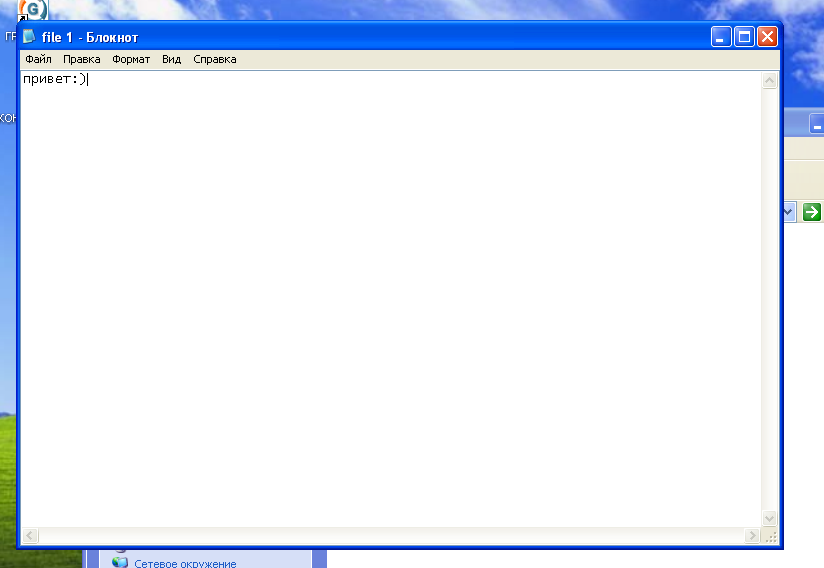 file 1 - Блокнот
Файл Правка Формат Вид Справка
привет:)
Сетевое окружение